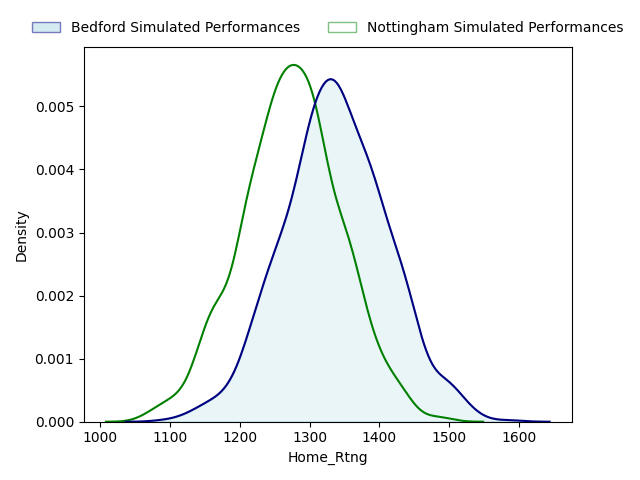 Bedford Simulated Performances
Nottingham Simulated Performances
Density
0.005
0.004
0.003
0.002
0.001
0.000
1000 1100 1200 1300 1400 1500 1600
Home_Rtng